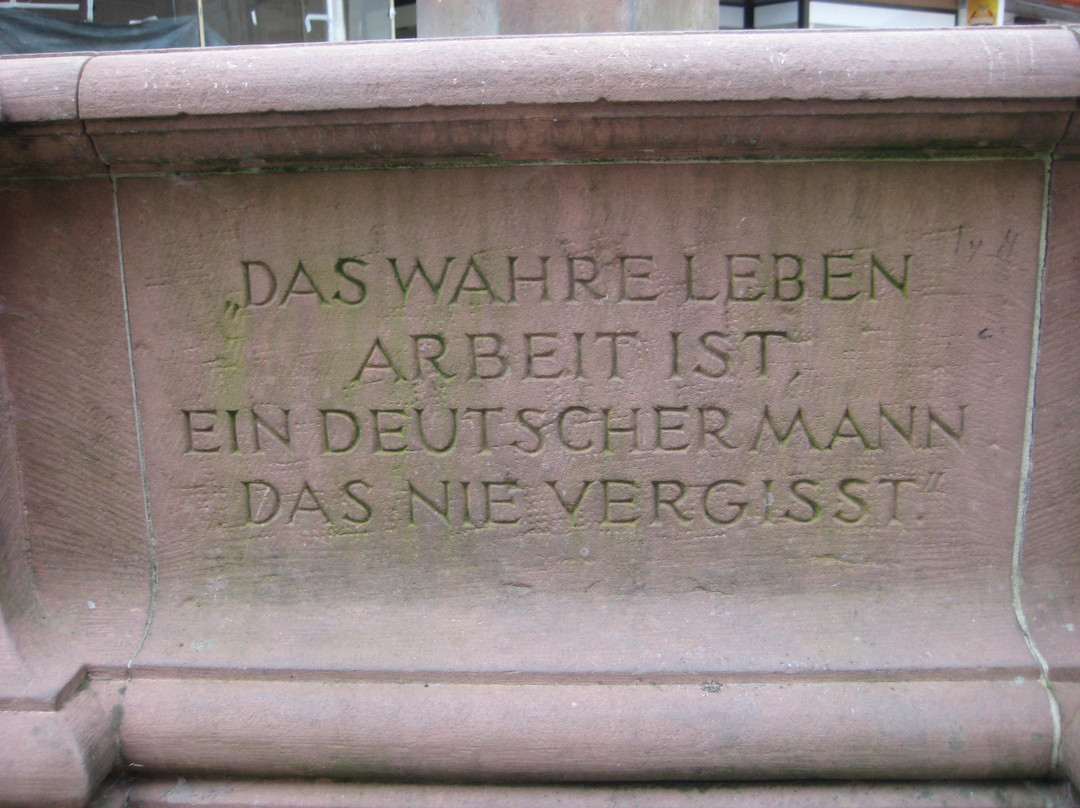 „DAS WAHRE LEBEN
ARBEIT IST,
EIN DEUTSCHER MANN
DAS NIE VERGISST."